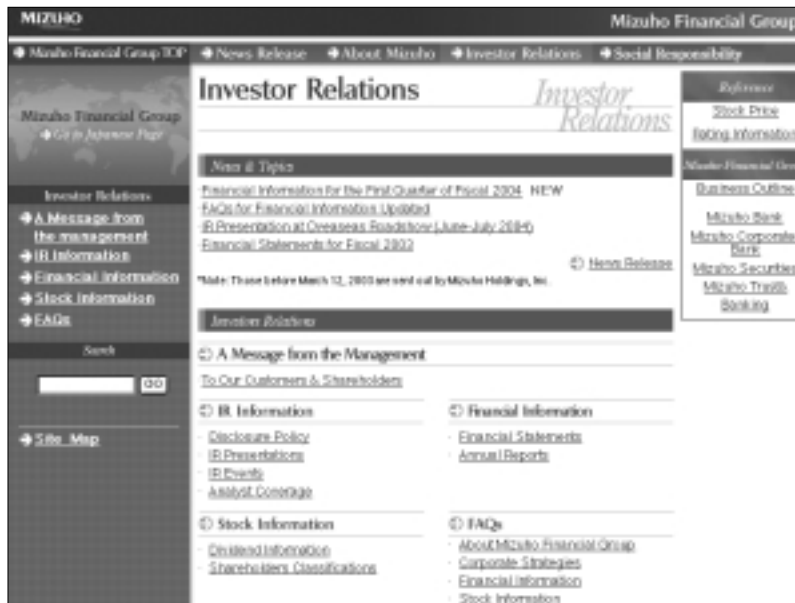 MIZUHO
Mizuho Financial Group
Mizuho Financial Group TOP
News Release
About Mizuho
Investor Relations
Social Responsibility
Mizuho Financial Group
Go to Japanese Page
Investor Relations
A Message from
the management
IR Information
Financial Information
Stock Information
FAQs
Search
GO
Site Map
Investor Relations
Investor
Relations
News & Topics
Financial Information for the First Quarter of Fiscal 2004 NEW
FAQs for Financial Information Updated
IR Presentation at Overseas Roadshow (June-July 2004)
Financial Statements for Fiscal 2003
News Release
*Note: Those before March 12, 2003 are sent out by Mizuho Holdings, Inc.
Investors Relations
A Message from the Management
To Our Customers & Shareholders
IR Information
Disclosure Policy
IR Presentations
IR Events
Analyst Coverage
Financial Information
Financial Statements
Annual Reports
Stock Information
Dividend Information
Shareholders Classifications
FAQs
About Mizuho Financial Group
Corporate Strategies
Financial Information
Stock Information
Reference
Stock Price
Rating Information
Mizuho Financial Gro
Business Outline
Mizuho Bank
Mizuho Corporate
Bank
Mizuho Securities
Mizuho Trust&
Banking